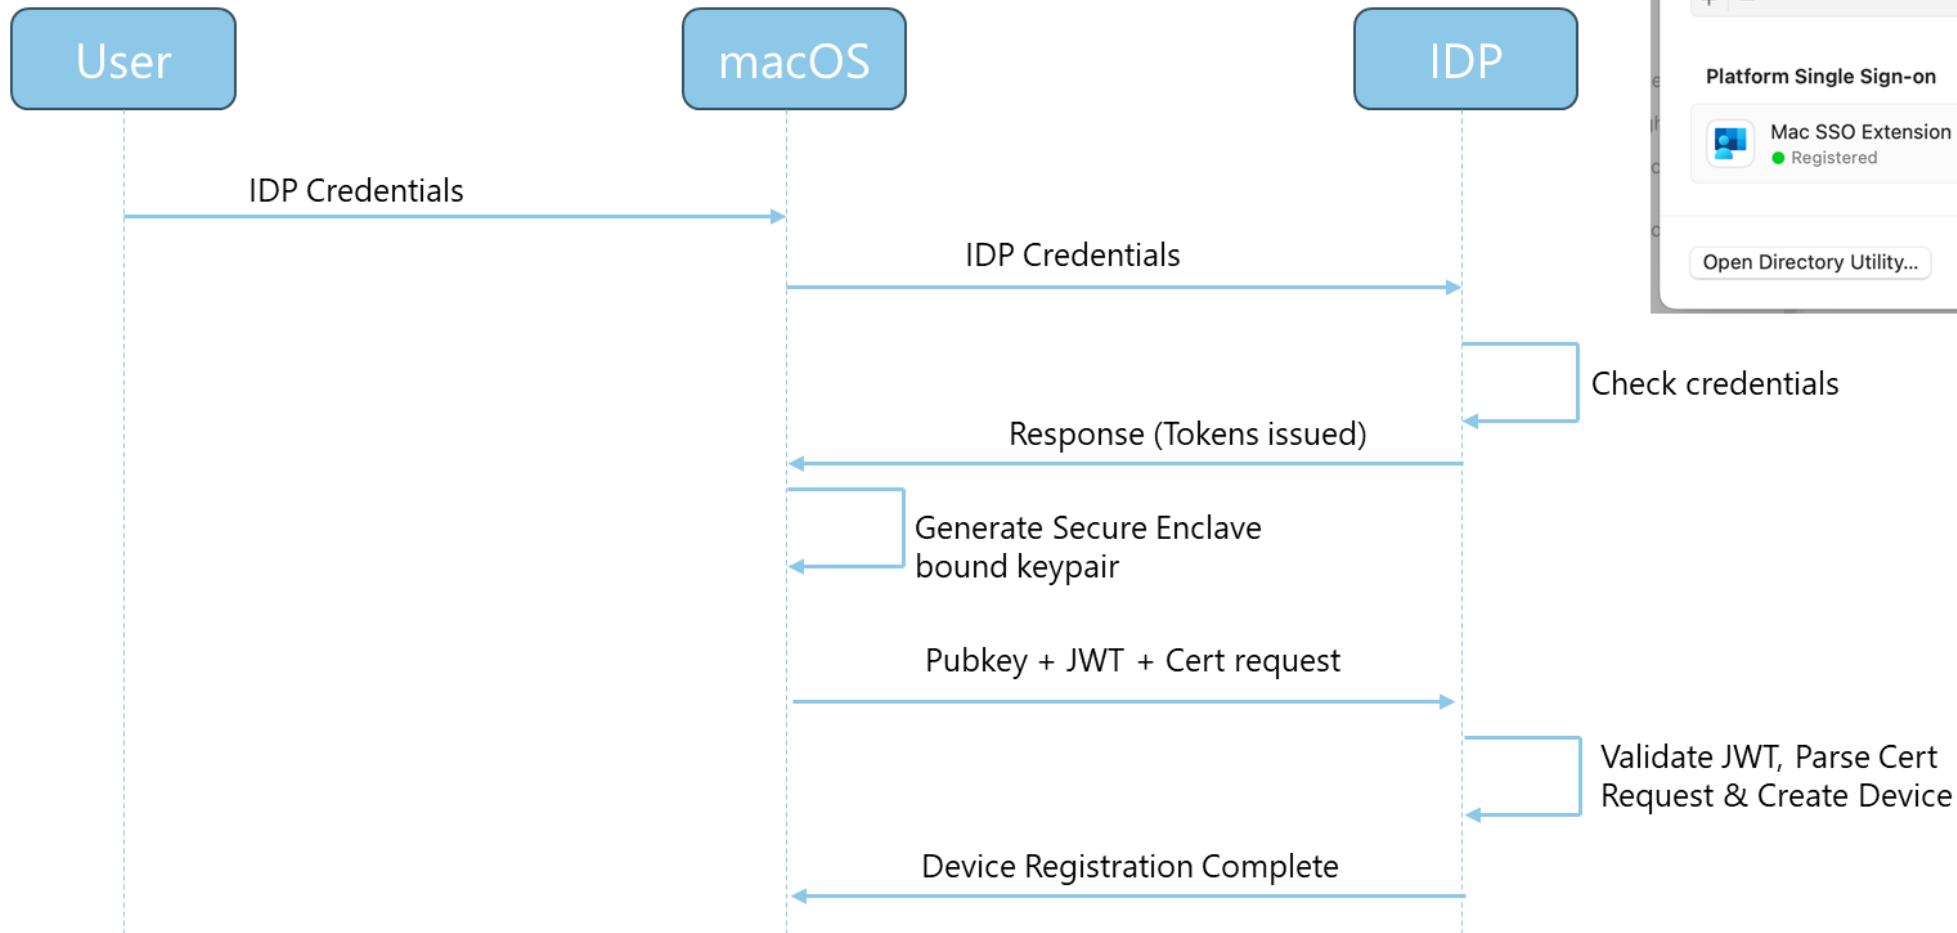 User
macOS
IDP
Platform Single Sign-on
Mac SSO Extension
Registered
Open Directory Utility...
IDP Credentials
IDP Credentials
Check credentials
Response (Tokens issued)
Generate Secure Enclave
bound keypair
Pubkey + JWT + Cert request
Validate JWT, Parse Cert
Request & Create Device
Device Registration Complete